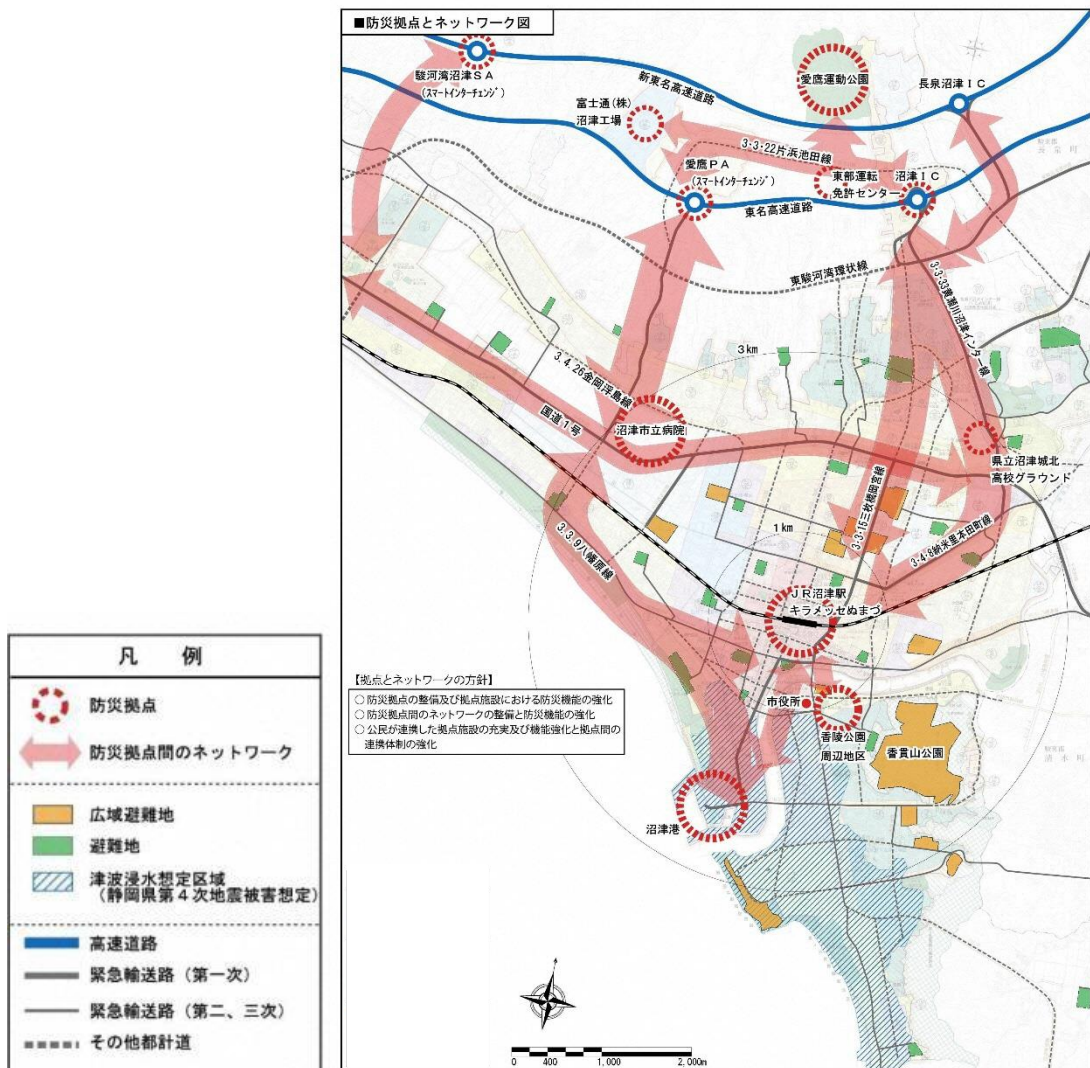 ■防災拠点とネットワーク図
駿河湾沼津SA
(スマートインターチェンジ)
新東名高速道路
愛鷹運動公園
長泉沼津IC
富士通(株)
沼津工場
3・3・22片浜池田線
愛鷹PA
(スマートインターチェンジ)
東部運転
免許センター
沼津IC
東名高速道路
東駿河湾環状線
3・3・33黄瀬川沼津インター線
3km
3.4.26金岡浮島線
国道1号
沼津市立病院
県立沼津城北
高校グラウンド
3・3・15三枚橋岡宮線
1km
3・4・8納米里本田町線
3.3.9八幡原線
JR沼津駅
キラメッセぬまづ
【拠点とネットワークの方針】
○防災拠点の整備及び拠点施設における防災機能の強化
○防災拠点間のネットワークの整備と防災機能の強化
○公民が連携した拠点施設の充実及び機能強化と拠点間の
連携体制の強化
市役所
香陵公園
周辺地区
香貫山公園
沼津港
0 400 1,000 2,000m
凡 例
防災拠点
防災拠点間のネットワーク
広域避難地
避難地
津波浸水想定区域
(静岡県第4次地震被害想定)
高速道路
緊急輸送路(第一次)
緊急輸送路(第二、三次)
その他都計道